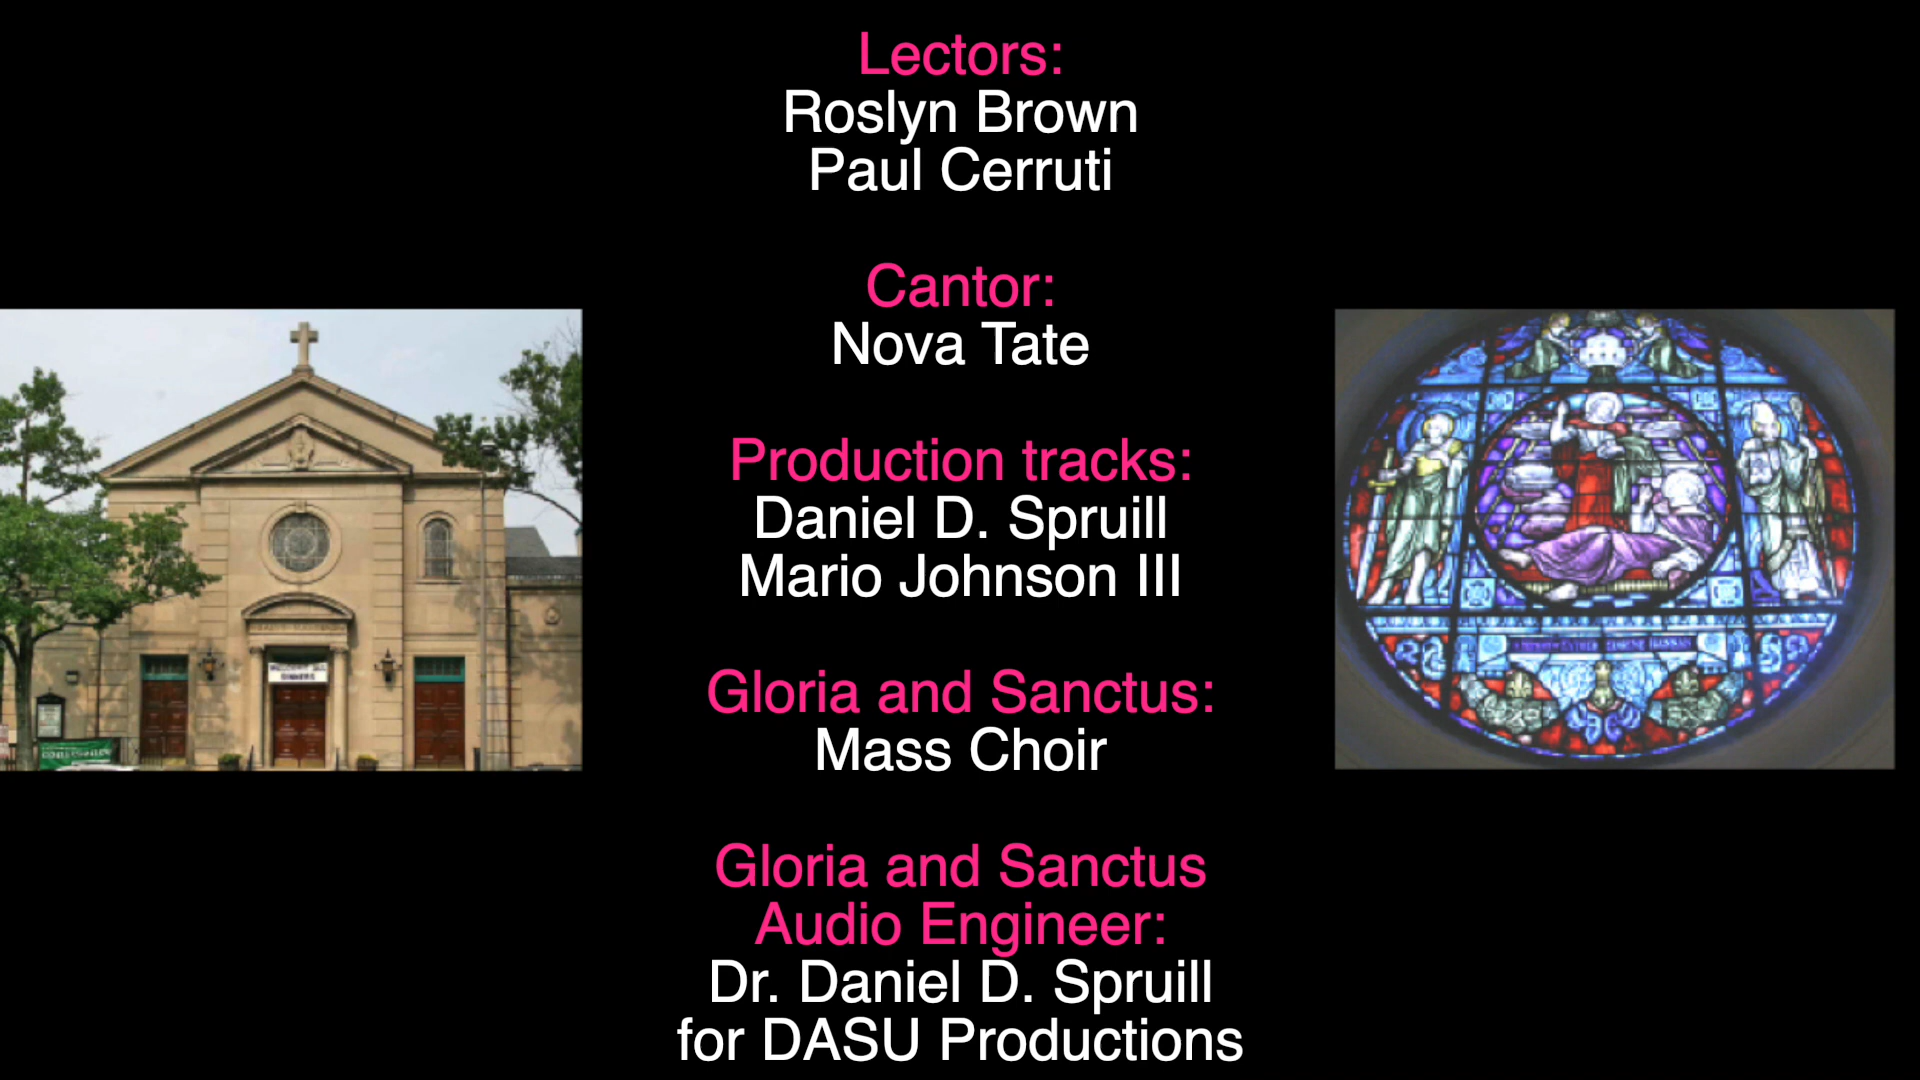 Lectors:
Roslyn Brown
Paul Cerruti
Cantor:
Nova Tate
Production tracks:
Daniel D. Spruill
Mario Johnson III
Gloria and Sanctus:
Mass Choir
Gloria and Sanctus
Audio Engineer:
Dr. Daniel D. Spruill
for DASU Productions